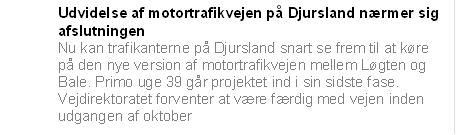 Udvidelse af motortrafikvejen på Djursland nærmer sig
afslutningen
Nu kan trafikanterne på Djursland snart se frem til at køre
på den nye version af motortrafikvejen mellem Løgten og
Bale. Primo uge 39 går projektet ind i sin sidste fase.
Vejdirektoratet forventer at være færdig med vejen inden
udgangen af oktober